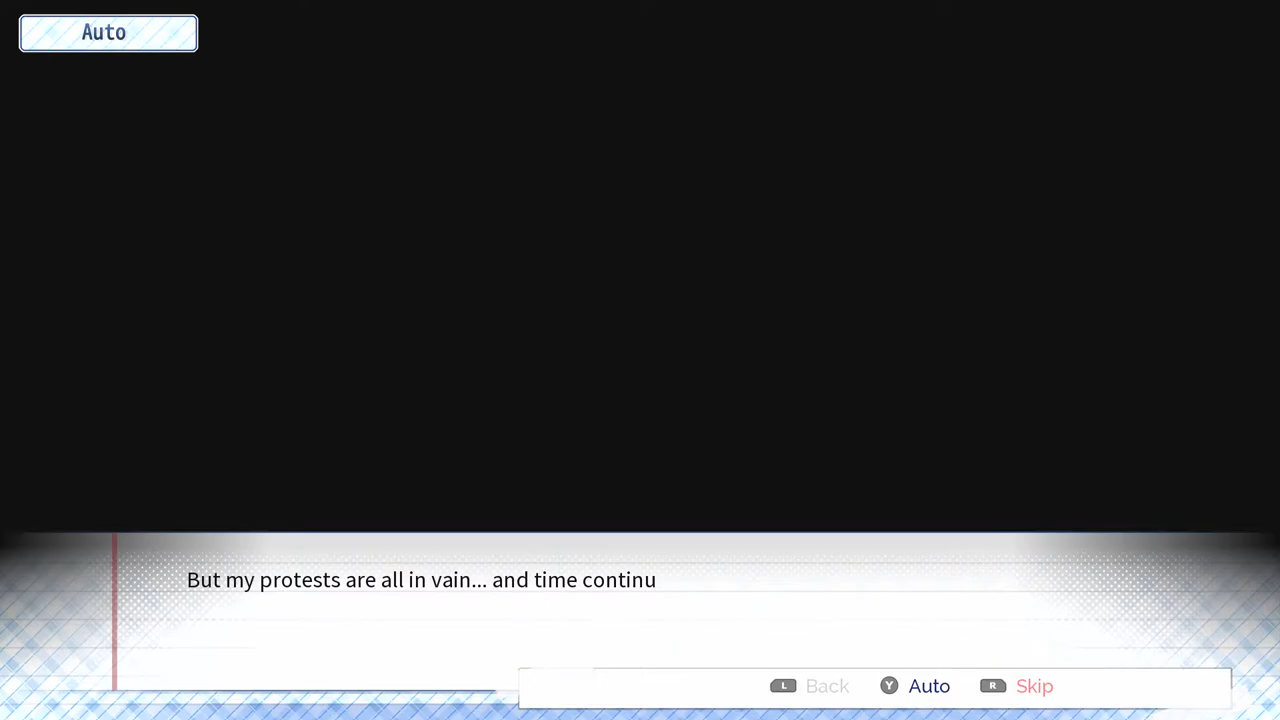 Auto
But my protests are all in vain... and time continu
L Back Y Auto R Skip